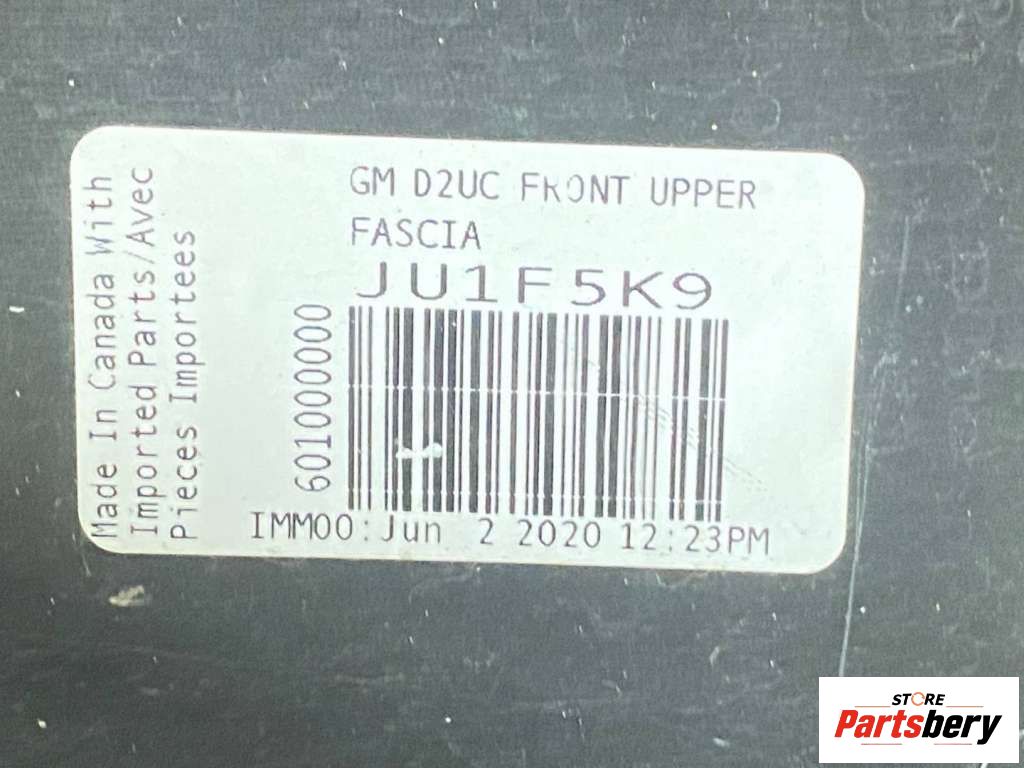 GM D2UC FRONT UPPER
FASCIA
JU1F5K9
601000000
IMM00:Jun 2 2020 12:23PM
Made In Canada With
Imported Parts/Avec
Pieces Importees
STORE
Partsbery